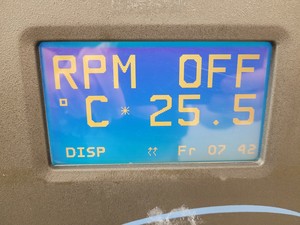 RPM OFF
°C * 25.5
DISP Fr 07 42